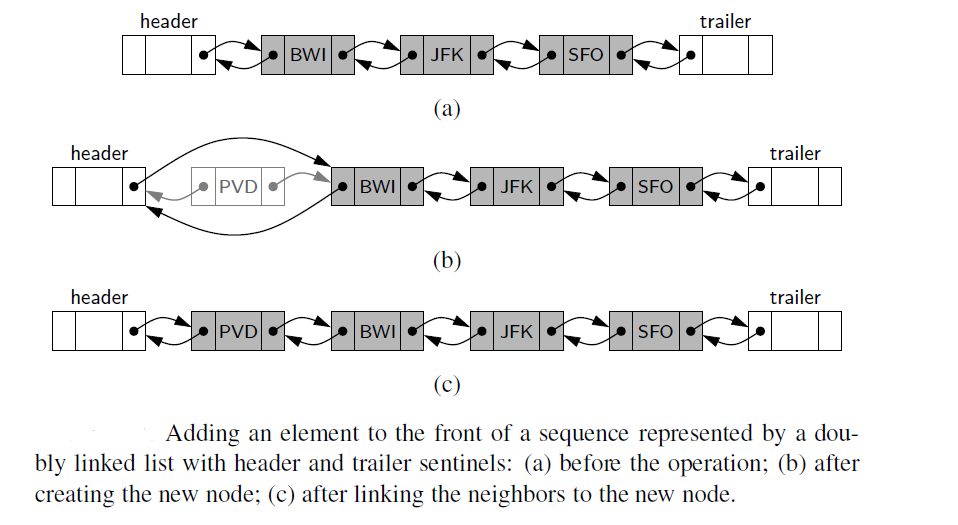 header trailer
BWI JFK SFO
(a)
header trailer
PVD BWI JFK SFO
(b)
header trailer
PVD BWI JFK SFO
(c)
Adding an element to the front of a sequence represented by a dou-
bly linked list with header and trailer sentinels: (a) before the operation; (b) after
creating the new node; (c) after linking the neighbors to the new node.